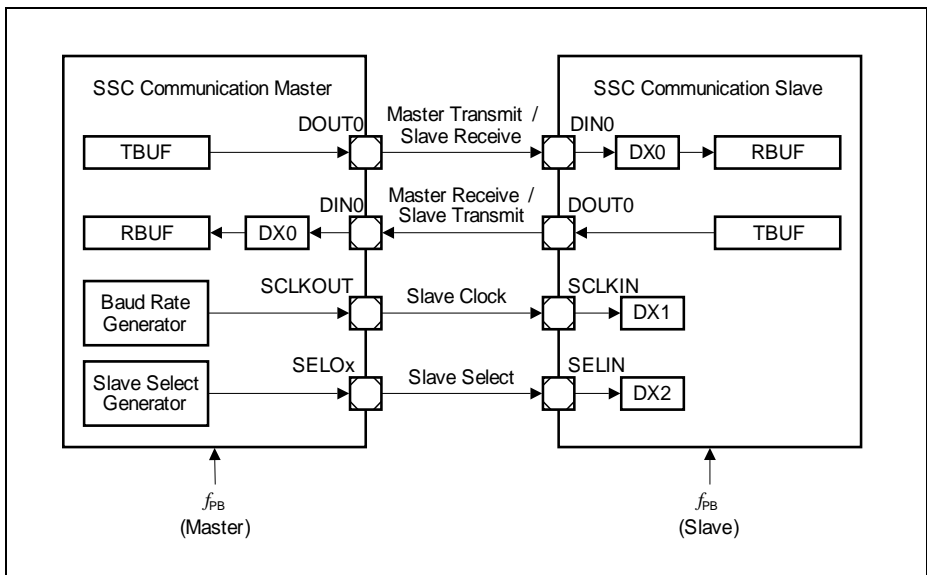 SSC Communication Master
SSC Communication Slave
DOUT0
Master Transmit /
Slave Receive
DIN0
TBUF
DX0
RBUF
DIN0
Master Receive /
Slave Transmit
DOUT0
RBUF
DX0
TBUF
SCLKOUT
Slave Clock
SCLKIN
Baud Rate
Generator
DX1
SELOx
Slave Select
SELIN
Slave Select
Generator
DX2
fPB
(Master)
fPB
(Slave)